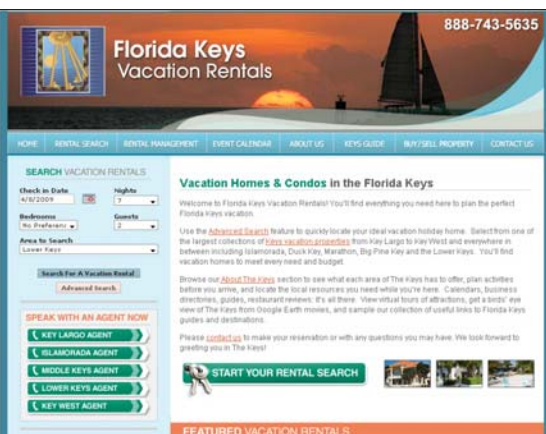 888-743-5635
Florida Keys
Vacation Rentals
HOME RENTAL SEARCH RENTAL MANAGEMENT EVENT CALENDAR ABOUT US KEYS GUIDE BUY/SELL PROPERTY CONTACT US
SEARCH VACATION RENTALS
Check in Date Nights
4/8/2009 7
Bedrooms Guests
No Preferenc 2
Area to Search
Lower Keys
Search For A Vacation Rental
Advanced Search
SPEAK WITH AN AGENT NOW
KEY LARGO AGENT
ISLAMORADA AGENT
MIDDLE KEYS AGENT
LOWER KEYS AGENT
KEY WEST AGENT
Vacation Homes & Condos in the Florida Keys
Welcome to Florida Keys Vacation Rentals! You'll find everything you need here to plan the perfect
Florida Keys vacation.
Use the Advanced Search feature to quickly locate your ideal vacation holiday home. Select from one of
the largest collections of Keys vacation properties from Key Largo to Key West and everywhere in
between including Islamorada, Duck Key, Marathon, Big Pine Key and the Lower Keys. You'll find
vacation homes to meet every need and budget.
Browse our About The Keys section to see what each area of The Keys has to offer, plan activities
before you arrive, and locate the local resources you need while you're here. Calendars, business
directories, guides, restaurant reviews: It's all there. View virtual tours of attractions, get a birds' eye
view of The Keys from Google Earth movies, and sample our collection of useful links to Florida Keys
guides and destinations.
Please contact us to make your reservation or with any questions you may have. We look forward to
greeting you in The Keys!
START YOUR RENTAL SEARCH
FEATURED VACATION RENTALS